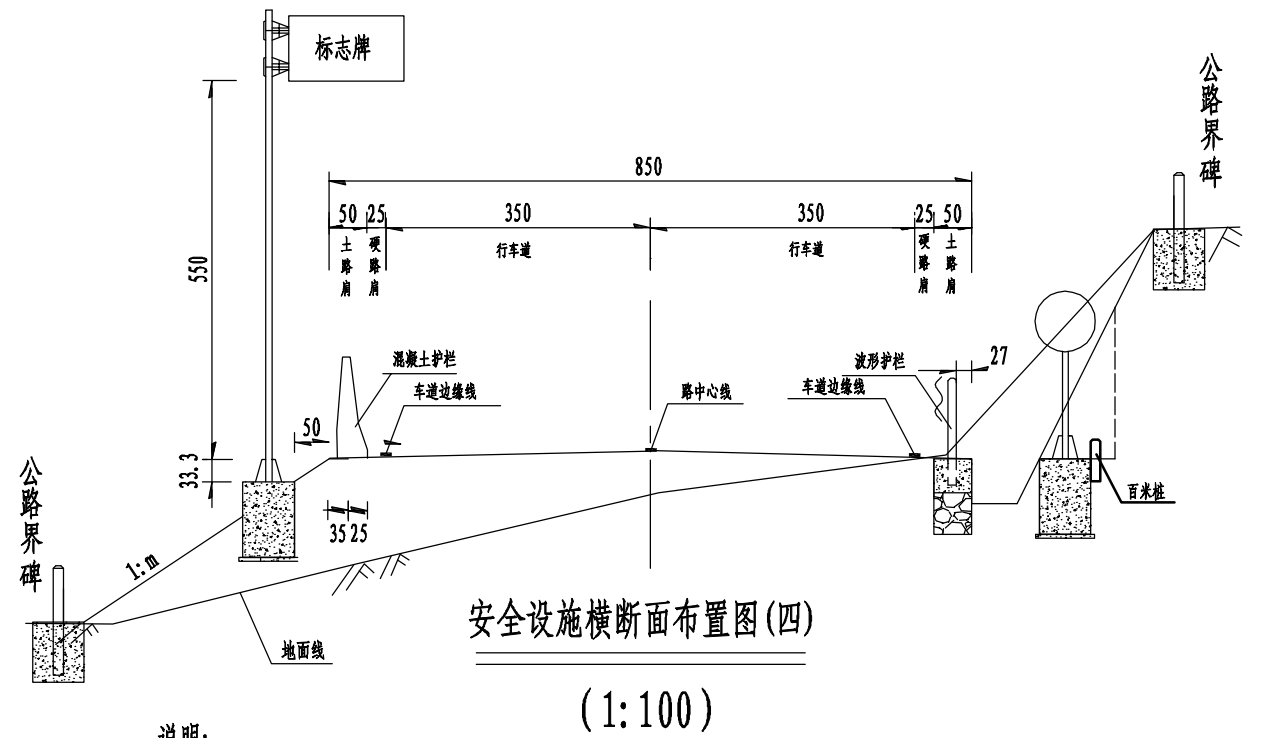 标志牌
公路界碑
850
50
25
350
350
25
50
土路肩
硬路肩
行车道
行车道
硬路肩
土路肩
550
混凝土护栏
车道边缘线
路中心线
波形护栏
车道边缘线
27
50
33.3
公路界碑
35
25
百米桩
1:m
地面线
安全设施横断面布置图(四)
(1:100)
说明: